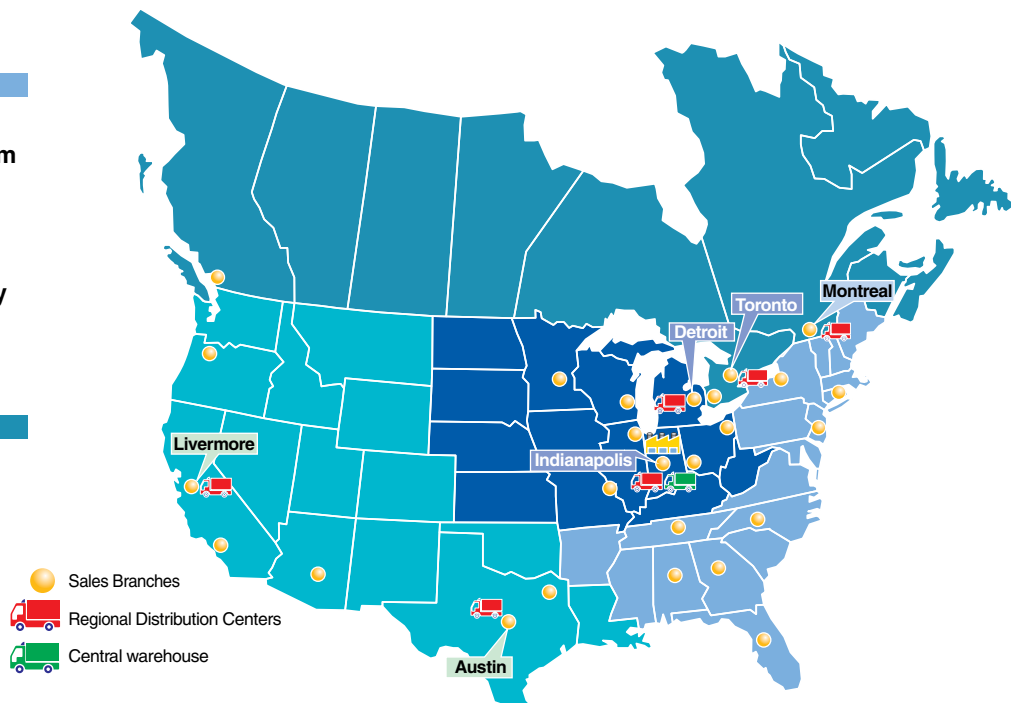 m
y
Montreal
Toronto
Detroit
Livermore
Indianapolis
Sales Branches
Regional Distribution Centers
Central warehouse
Austin